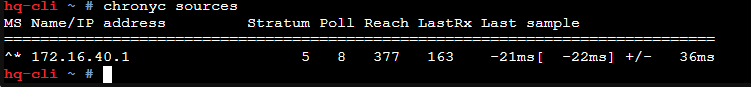 hq-cli ~ # chronyc sources
MS Name/IP address         Stratum Poll Reach LastRx Last sample
===============================================================================
^* 172.16.40.1                   5   8   377   163    -21ms[  -22ms] +/-   36ms
hq-cli ~ #